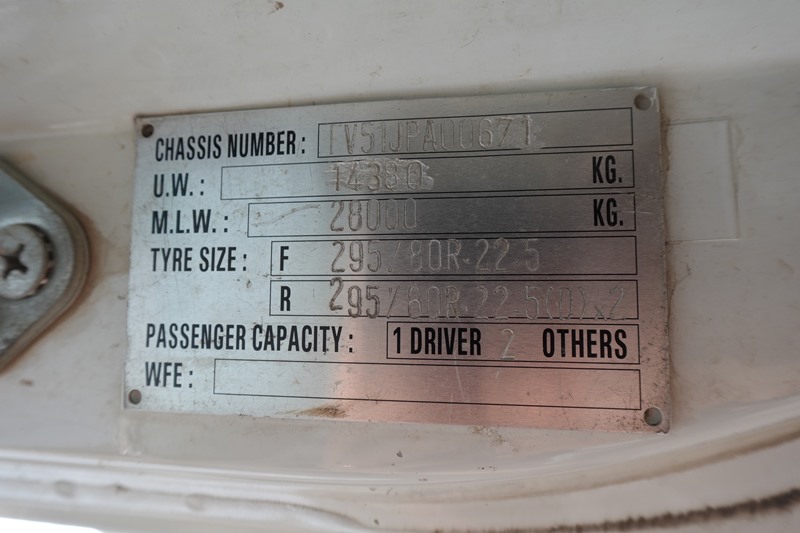 CHASSIS NUMBER: FV51JPA00671
U.W.: 14380 KG.
M.L.W.: 28000 KG.
TYRE SIZE: F 295/80R.22.5
R 295/80R.22.5(D)x2
PASSENGER CAPACITY: 1 DRIVER 2 OTHERS
WFE: